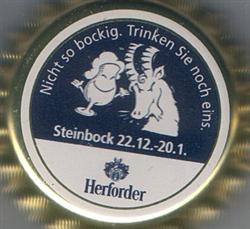 Nicht so bockig. Trinken Sie noch eins.
Steinbock 22.12.-20.1.
Herforder